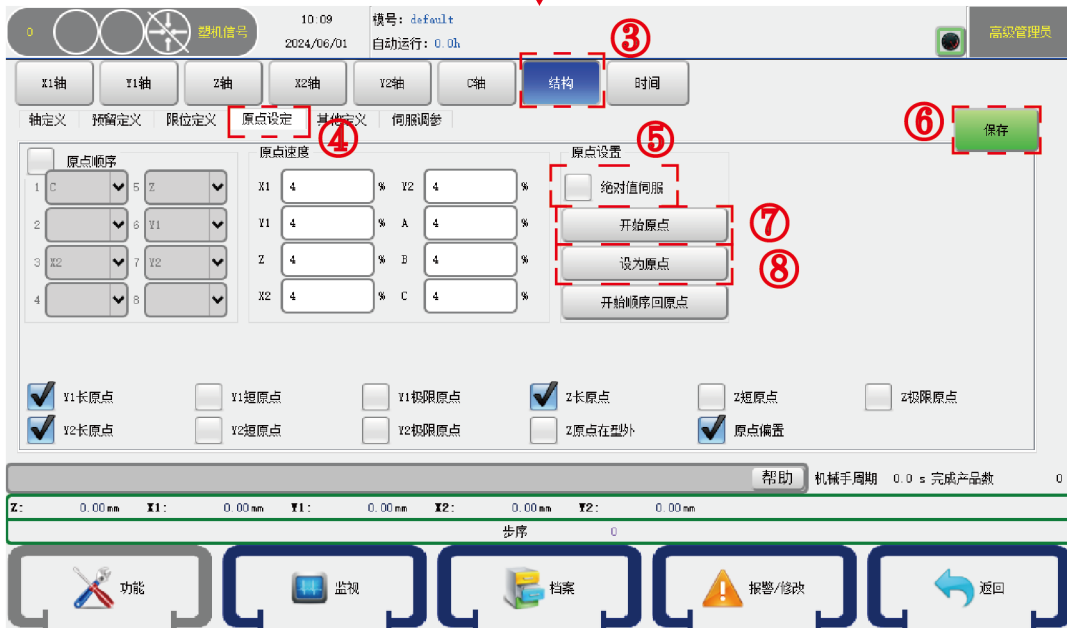 0 塑机信号 10:09 模号: default 高级管理员
2024/06/01 自动运行: 0.0h
③
X1轴 Y1轴 Z轴 X2轴 Y2轴 C轴 结构 时间
轴定义 预留定义 限位定义 原点设定 其他定义 伺服调参
④ ⑤ ⑥ 保存
原点顺序 原点速度 原点设置
1 C 5 Z X1 4 % Y2 4 % 绝对值伺服
2 6 Y1 Y1 4 % A 4 % 开始原点 ⑦
3 X2 7 Y2 Z 4 % B 4 % 设为原点 ⑧
4 8 X2 4 % C 4 % 开始顺序回原点
Y1长原点 Y1短原点 Y1极限原点 Z长原点 Z短原点 Z极限原点
Y2长原点 Y2短原点 Y2极限原点 Z原点在型外 原点偏置
帮助 机械手周期 0.0 s 完成产品数 0
Z: 0.00mm X1: 0.00mm Y1: 0.00mm X2: 0.00mm Y2: 0.00mm
步序 0
功能 监视 档案 报警/修改 返回